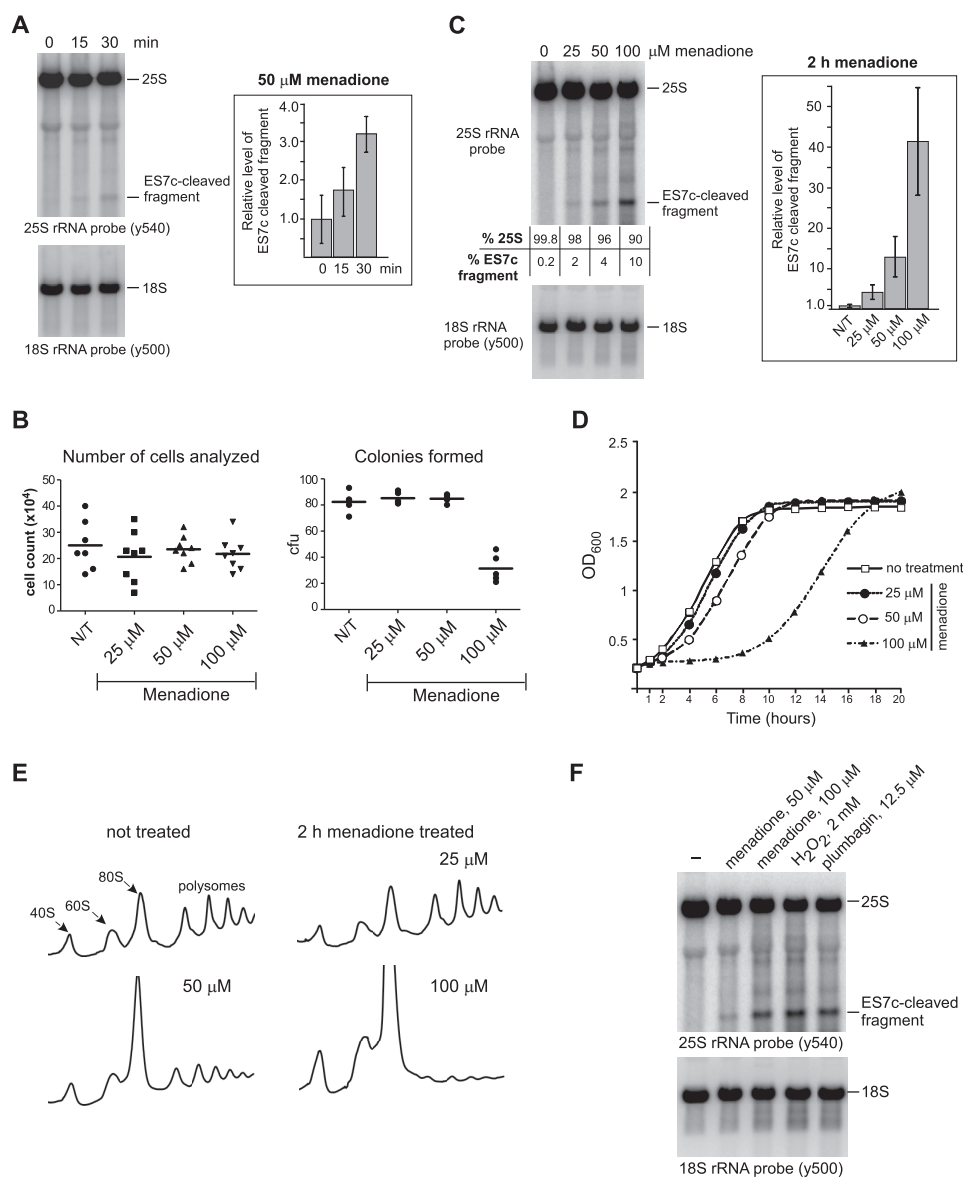 A
0 15 30 min
25S
ES7c-cleaved
fragment
25S rRNA probe (y540)
18S
18S rRNA probe (y500)
50 µM menadione
Relative level of
ES7c cleaved fragment
4.0
3.0
2.0
1.0
0 15 30 min
C
0 25 50 100 µM menadione
25S
25S rRNA
probe
ES7c-cleaved
fragment
% 25S 99.8 98 96 90
% ES7c
fragment 0.2 2 4 10
18S rRNA
probe (y500)
18S
2 h menadione
Relative level of
ES7c cleaved fragment
50
40
30
20
10
1.0
N/T 25 µM 50 µM 100 µM
B
Number of cells analyzed
cell count (x10⁴)
50
40
30
20
10
0
N/T 25 µM 50 µM 100 µM
Menadione
Colonies formed
cfu
100
80
60
40
20
0
N/T 25 µM 50 µM 100 µM
Menadione
D
OD₆₀₀
2.5
2
1.5
1
0.5
1 2 4 6 8 10 12 14 16 18 20
Time (hours)
no treatment
25 µM
50 µM
100 µM
menadione
E
not treated
2 h menadione treated
40S
60S
80S
polysomes
25 µM
50 µM
100 µM
F
– menadione, 50 µM menadione, 100 µM H₂O₂, 2 mM plumbagin, 12.5 µM
25S
ES7c-cleaved
fragment
25S rRNA probe (y540)
18S
18S rRNA probe (y500)